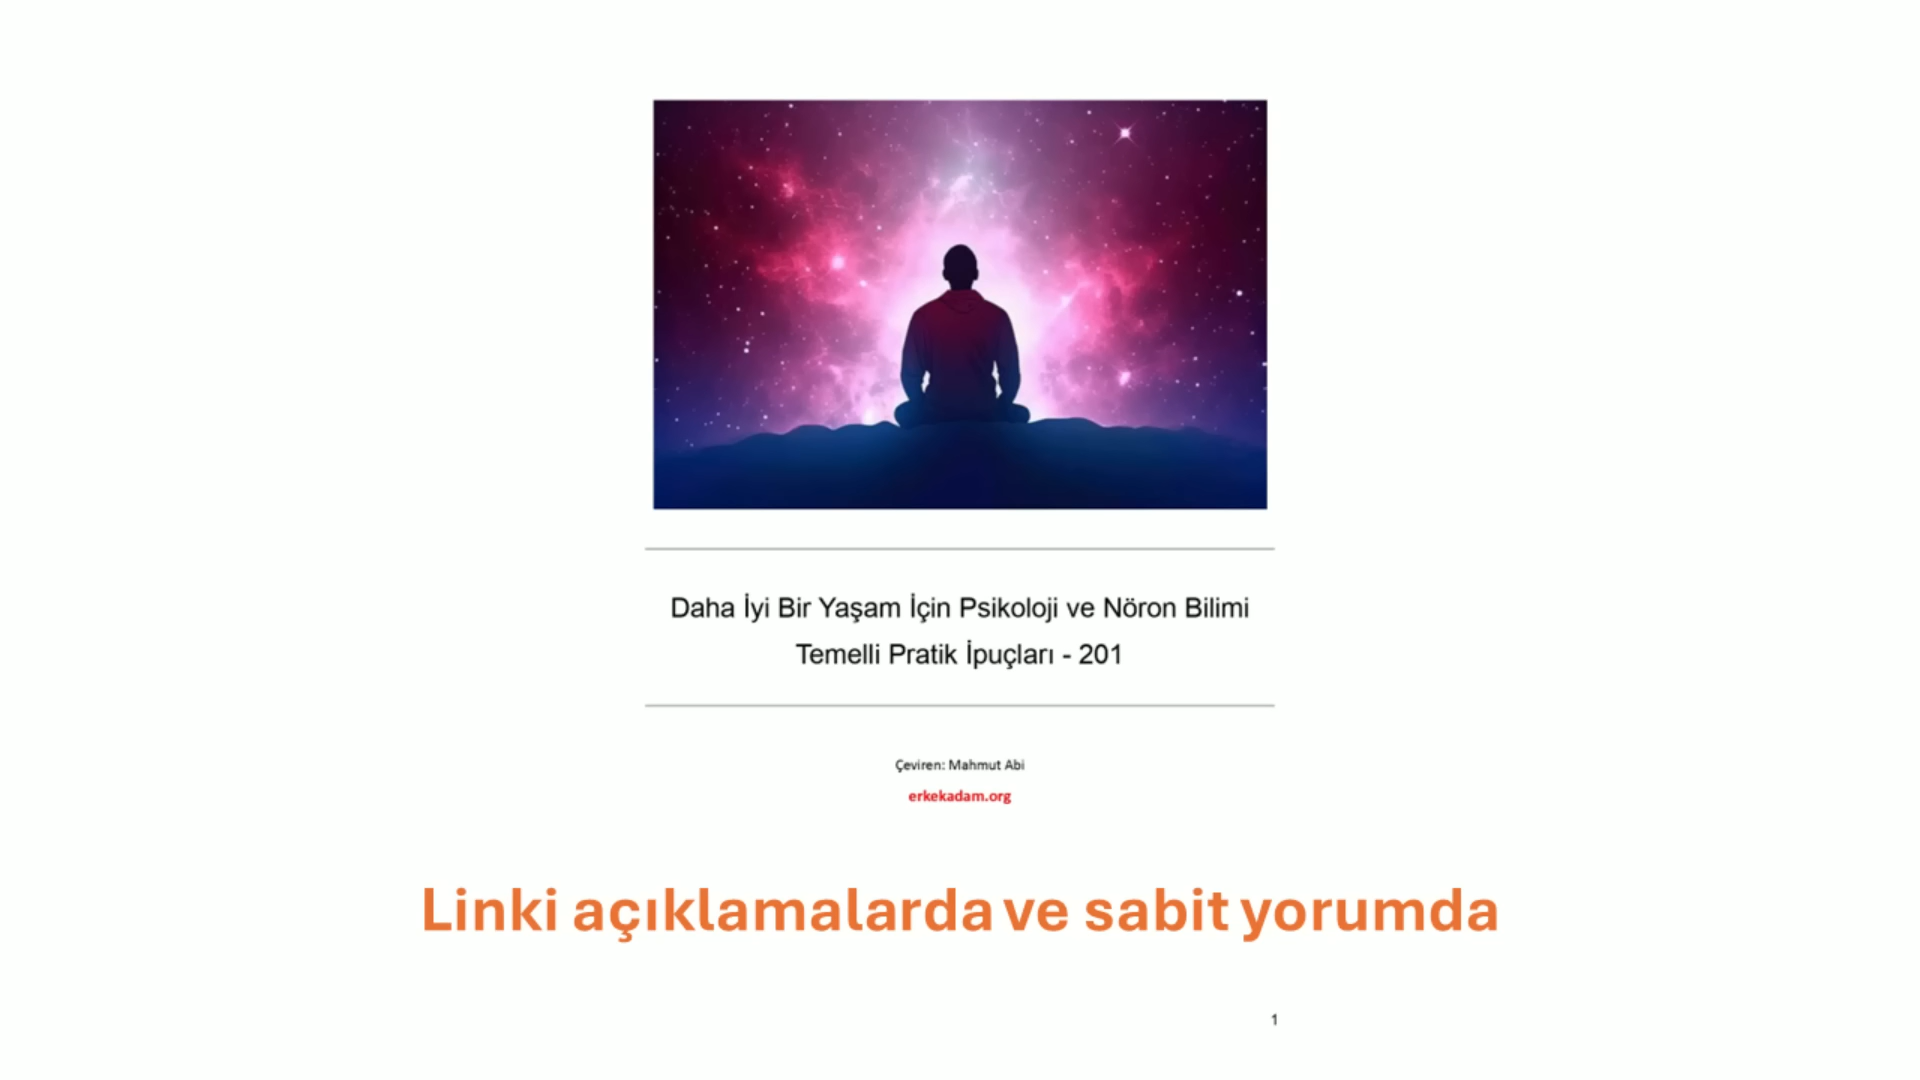 Daha İyi Bir Yaşam İçin Psikoloji ve Nöron Bilimi
Temelli Pratik İpuçları - 201
Çeviren: Mahmut Abi
erkekadam.org
Linki açıklamalarda ve sabit yorumda
1